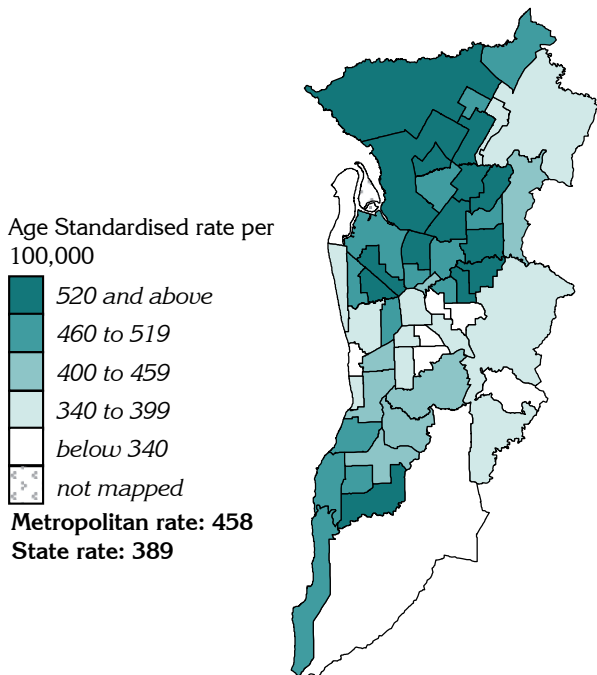 Age Standardised rate per
100,000
520 and above
460 to 519
400 to 459
340 to 399
below 340
not mapped
Metropolitan rate: 458
State rate: 389